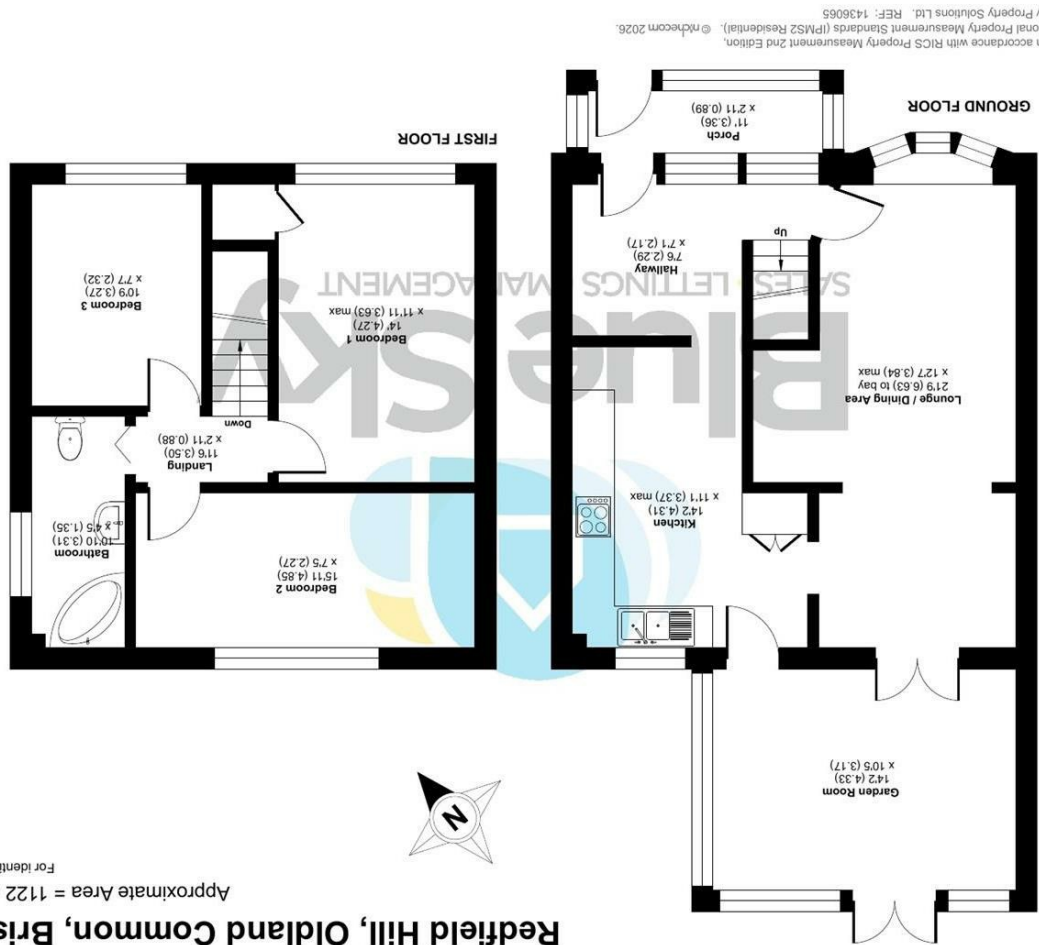 Redfield Hill, Oldland Common, Bris
Approximate Area = 1122
For identi
N
Garden Room
14'2 (4.33)
x 10'5 (3.17)
Kitchen
14'2 (4.31)
x 11'1 (3.37) max
Lounge / Dining Area
21'9 (6.63) to bay
x 12'7 (3.84) max
Hallway
7'6 (2.29)
x 7'1 (2.17)
Up
Porch
11' (3.36)
x 2'11 (0.89)
GROUND FLOOR
Bedroom 2
15'11 (4.85)
x 7'5 (2.27)
Bathroom
10'10 (3.31)
x 4'5 (1.35)
Landing
11'6 (3.50)
x 2'11 (0.88)
Down
Bedroom 1
14' (4.27)
x 11'11 (3.63) max
Bedroom 3
10'9 (3.27)
x 7'7 (2.32)
FIRST FLOOR
BlueSky
SALES LETTINGS MANAGEMENT
n accordance with RICS Property Measurement 2nd Edition,
onal Property Measurement Standards (IPMS2 Residential). © nichecom 2026.
Property Solutions Ltd. REF: 1436065